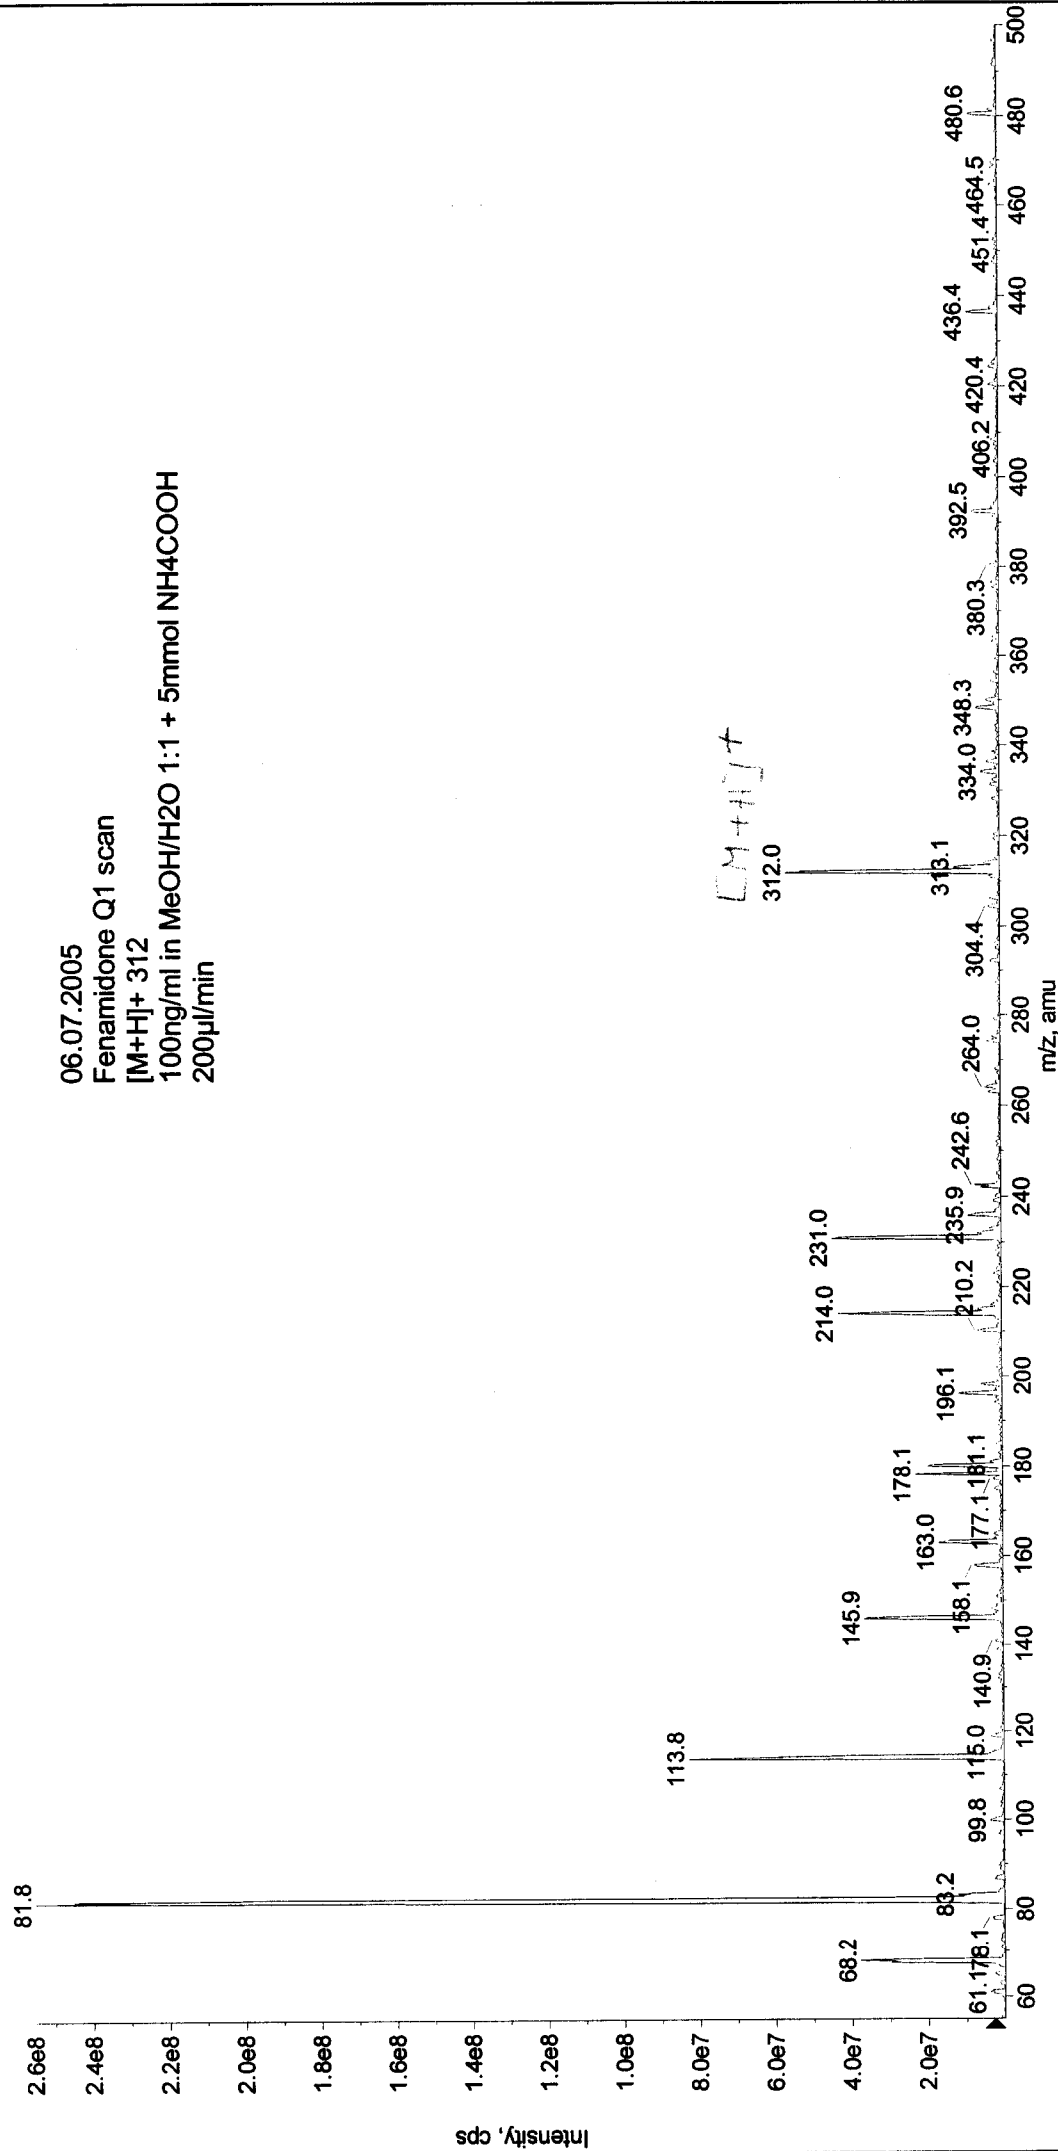 06.07.2005
Fenamidone Q1 scan
[M+H]+ 312
100ng/ml in MeOH/H2O 1:1 + 5mmol NH4COOH
200µl/min
[M+H]+
81.8
83.2
68.2
61.1
78.1
99.8
113.8
115.0
140.9
145.9
158.1
163.0
177.1
178.1
181.1
196.1
210.2
214.0
231.0
235.9
242.6
264.0
304.4
312.0
313.1
334.0
348.3
380.3
392.5
406.2
420.4
436.4
451.4
464.5
480.6
2.6e8
2.4e8
2.2e8
2.0e8
1.8e8
1.6e8
1.4e8
1.2e8
1.0e8
8.0e7
6.0e7
4.0e7
2.0e7
Intensity, cps
60 80 100 120 140 160 180 200 220 240 260 280 300 320 340 360 380 400 420 440 460 480 500
m/z, amu